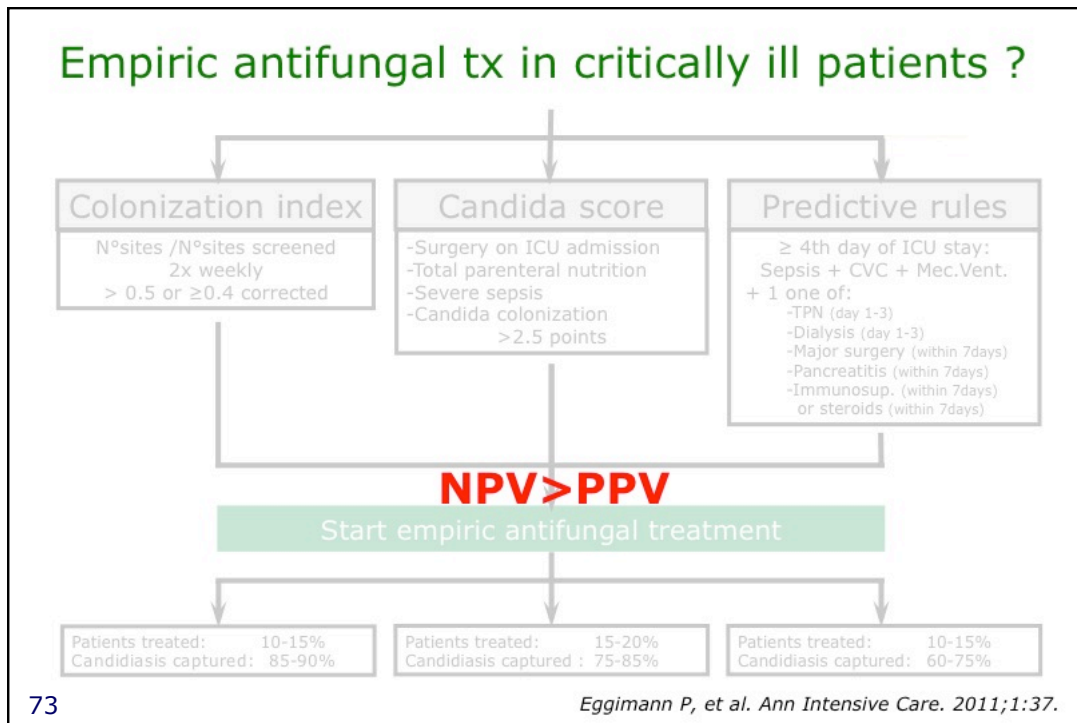 Empiric antifungal tx in critically ill patients ?
Colonization index
N°sites /N°sites screened
2x weekly
> 0.5 or ≥0.4 corrected
Candida score
-Surgery on ICU admission
-Total parenteral nutrition
-Severe sepsis
-Candida colonization
>2.5 points
Predictive rules
≥ 4th day of ICU stay:
Sepsis + CVC + Mec.Vent.
+ 1 one of:
-TPN (day 1-3)
-Dialysis (day 1-3)
-Major surgery (within 7days)
-Pancreatitis (within 7days)
-Immunosup. (within 7days)
or steroids (within 7days)
NPV>PPV
Start empiric antifungal treatment
Patients treated: 10-15%
Candidiasis captured: 85-90%
Patients treated: 15-20%
Candidiasis captured : 75-85%
Patients treated: 10-15%
Candidiasis captured: 60-75%
73
Eggimann P, et al. Ann Intensive Care. 2011;1:37.